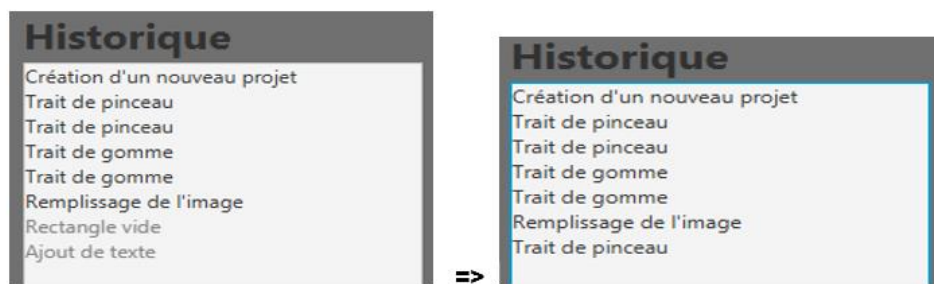 Historique
Création d'un nouveau projet
Trait de pinceau
Trait de pinceau
Trait de gomme
Trait de gomme
Remplissage de l'image
Rectangle vide
Ajout de texte
=>
Historique
Création d'un nouveau projet
Trait de pinceau
Trait de pinceau
Trait de gomme
Trait de gomme
Remplissage de l'image
Trait de pinceau